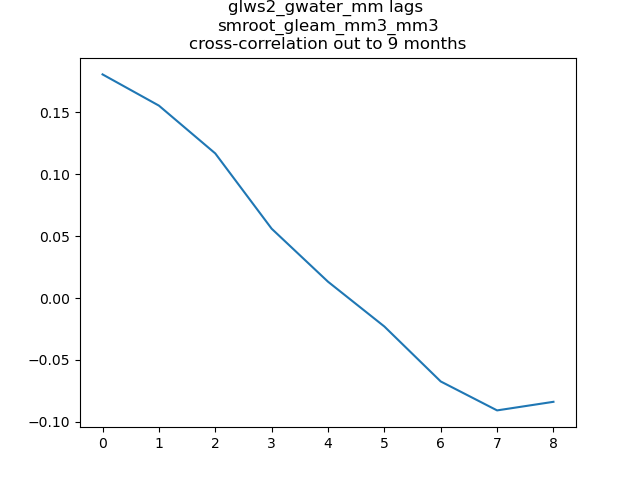 glws2_gwater_mm lags
smroot_gleam_mm3_mm3
cross-correlation out to 9 months
0.15
0.10
0.05
0.00
−0.05
−0.10
0 1 2 3 4 5 6 7 8